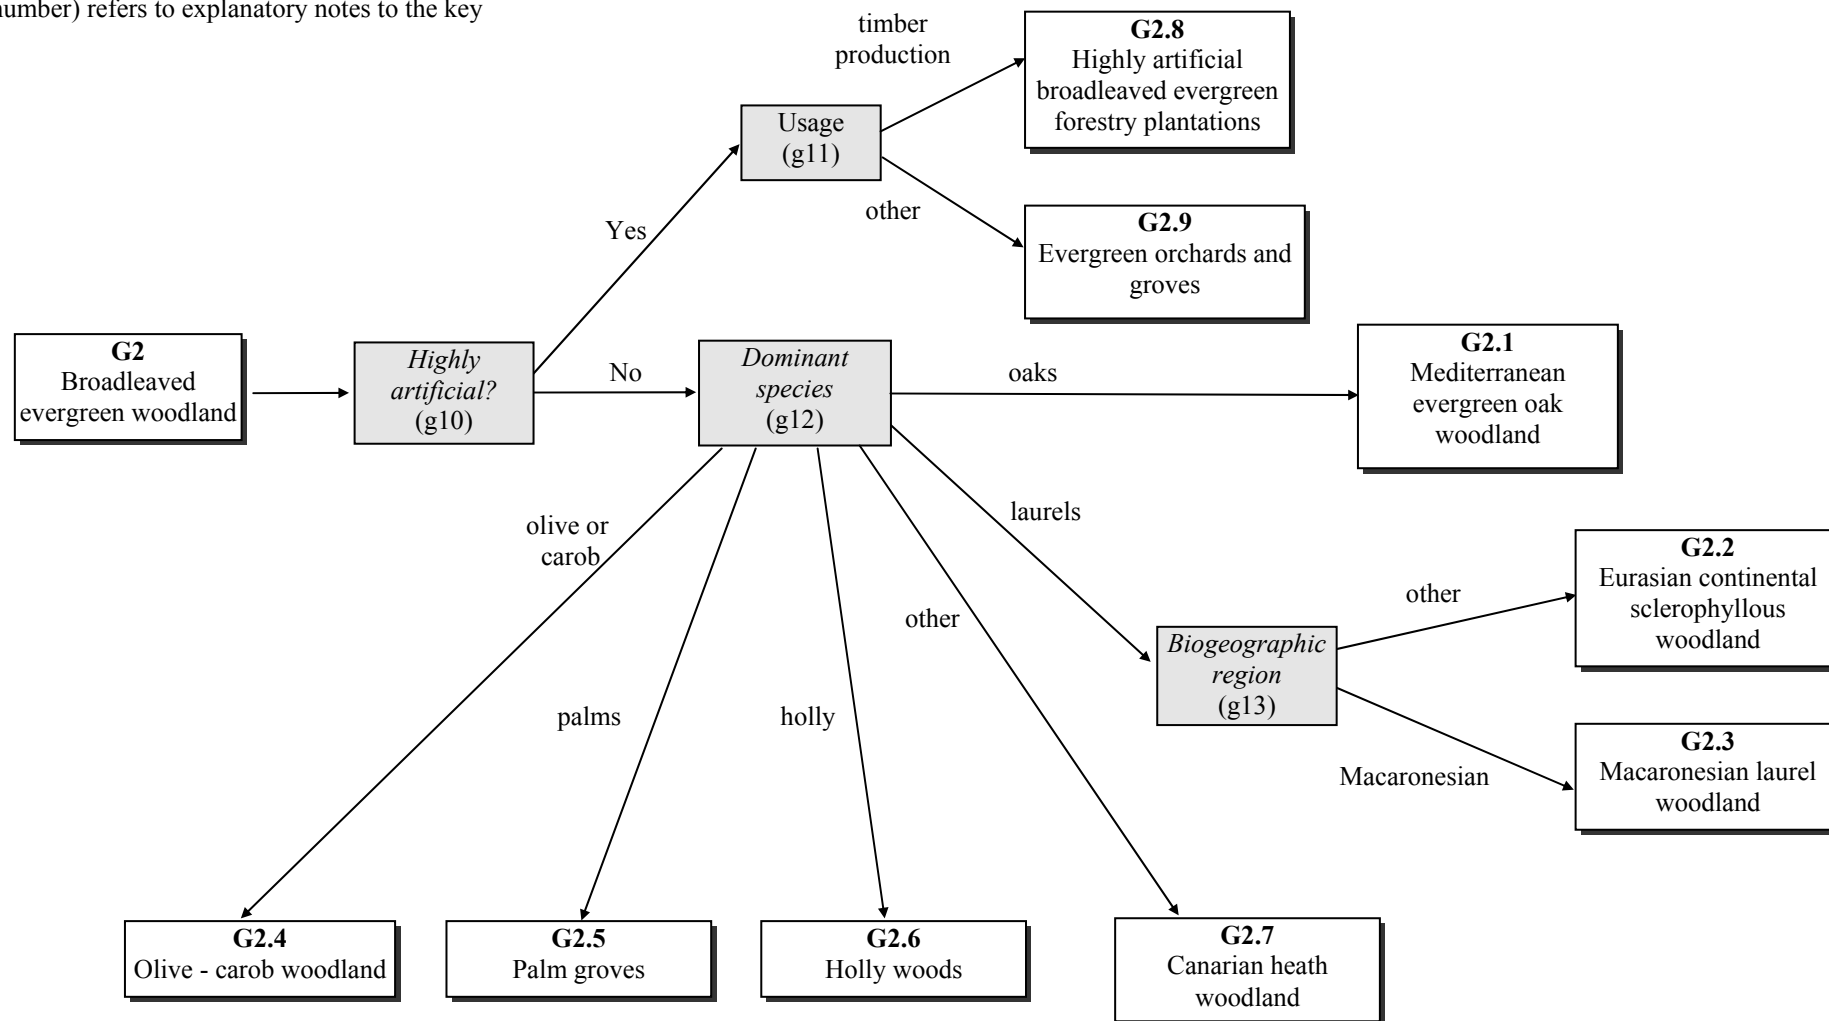 number) refers to explanatory notes to the key
timber
production
G2.8
Highly artificial
broadleaved evergreen
forestry plantations
Usage
(g11)
other
Yes
G2.9
Evergreen orchards and
groves
G2
Broadleaved
evergreen woodland
Highly
artificial?
(g10)
No
Dominant
species
(g12)
oaks
G2.1
Mediterranean
evergreen oak
woodland
olive or
carob
laurels
G2.2
Eurasian continental
sclerophyllous
woodland
other
other
Biogeographic
region
(g13)
palms
holly
Macaronesian
G2.3
Macaronesian laurel
woodland
G2.4
Olive - carob woodland
G2.5
Palm groves
G2.6
Holly woods
G2.7
Canarian heath
woodland